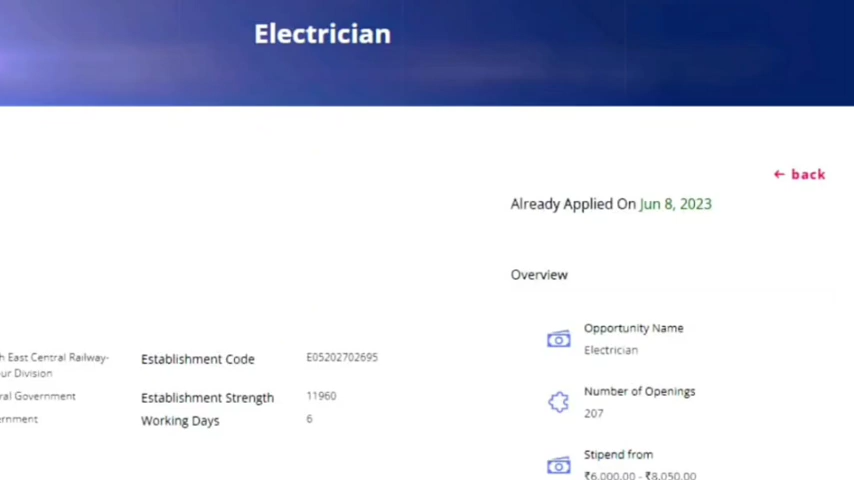 Electrician
← back
Already Applied On Jun 8, 2023
Overview
Opportunity Name
Electrician
East Central Railway-
Establishment Code
E05202702695
Division
Number of Openings
Establishment Strength
11960
Government
207
Working Days
6
Stipend from
₹6,000.00 - ₹8,050.00